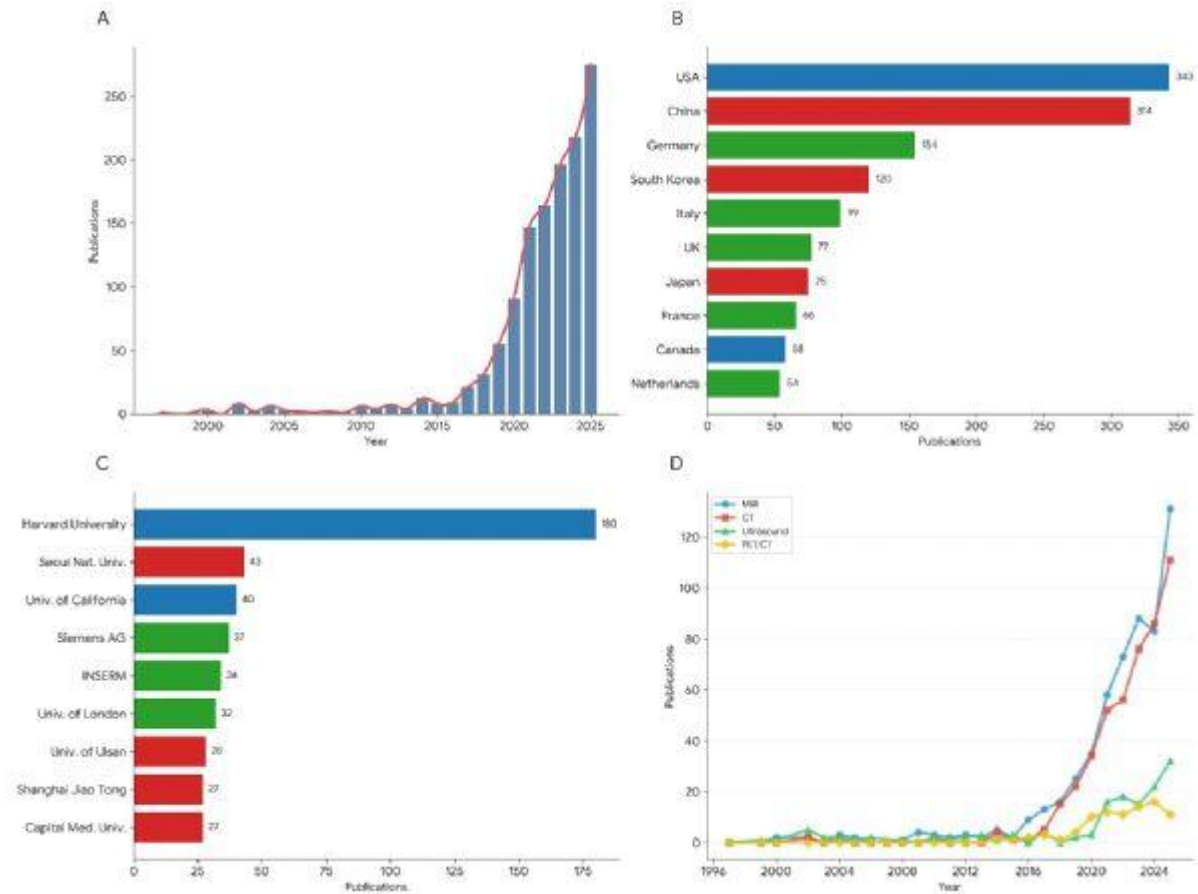 A
Publications
250
200
150
100
50
0
2000 2005 2010 2015 2020 2025
Year
B
USA 343
China 314
Germany 154
South Korea 120
Italy 99
UK 77
Japan 75
France 66
Canada 58
Netherlands 54
0 50 100 150 200 250 300 350
Publications
C
Harvard University 180
Seoul Nat. Univ. 43
Univ. of California 40
Siemens AG 37
INSERM 34
Univ. of London 32
Univ. of Ulsan 28
Shanghai Jiao Tong 27
Capital Med. Univ. 27
0 25 50 75 100 125 150 175
Publications
D
MRI
CT
Ultrasound
PET/CT
Publications
120
100
80
60
40
20
0
1996 2000 2004 2008 2012 2016 2020 2024
Year